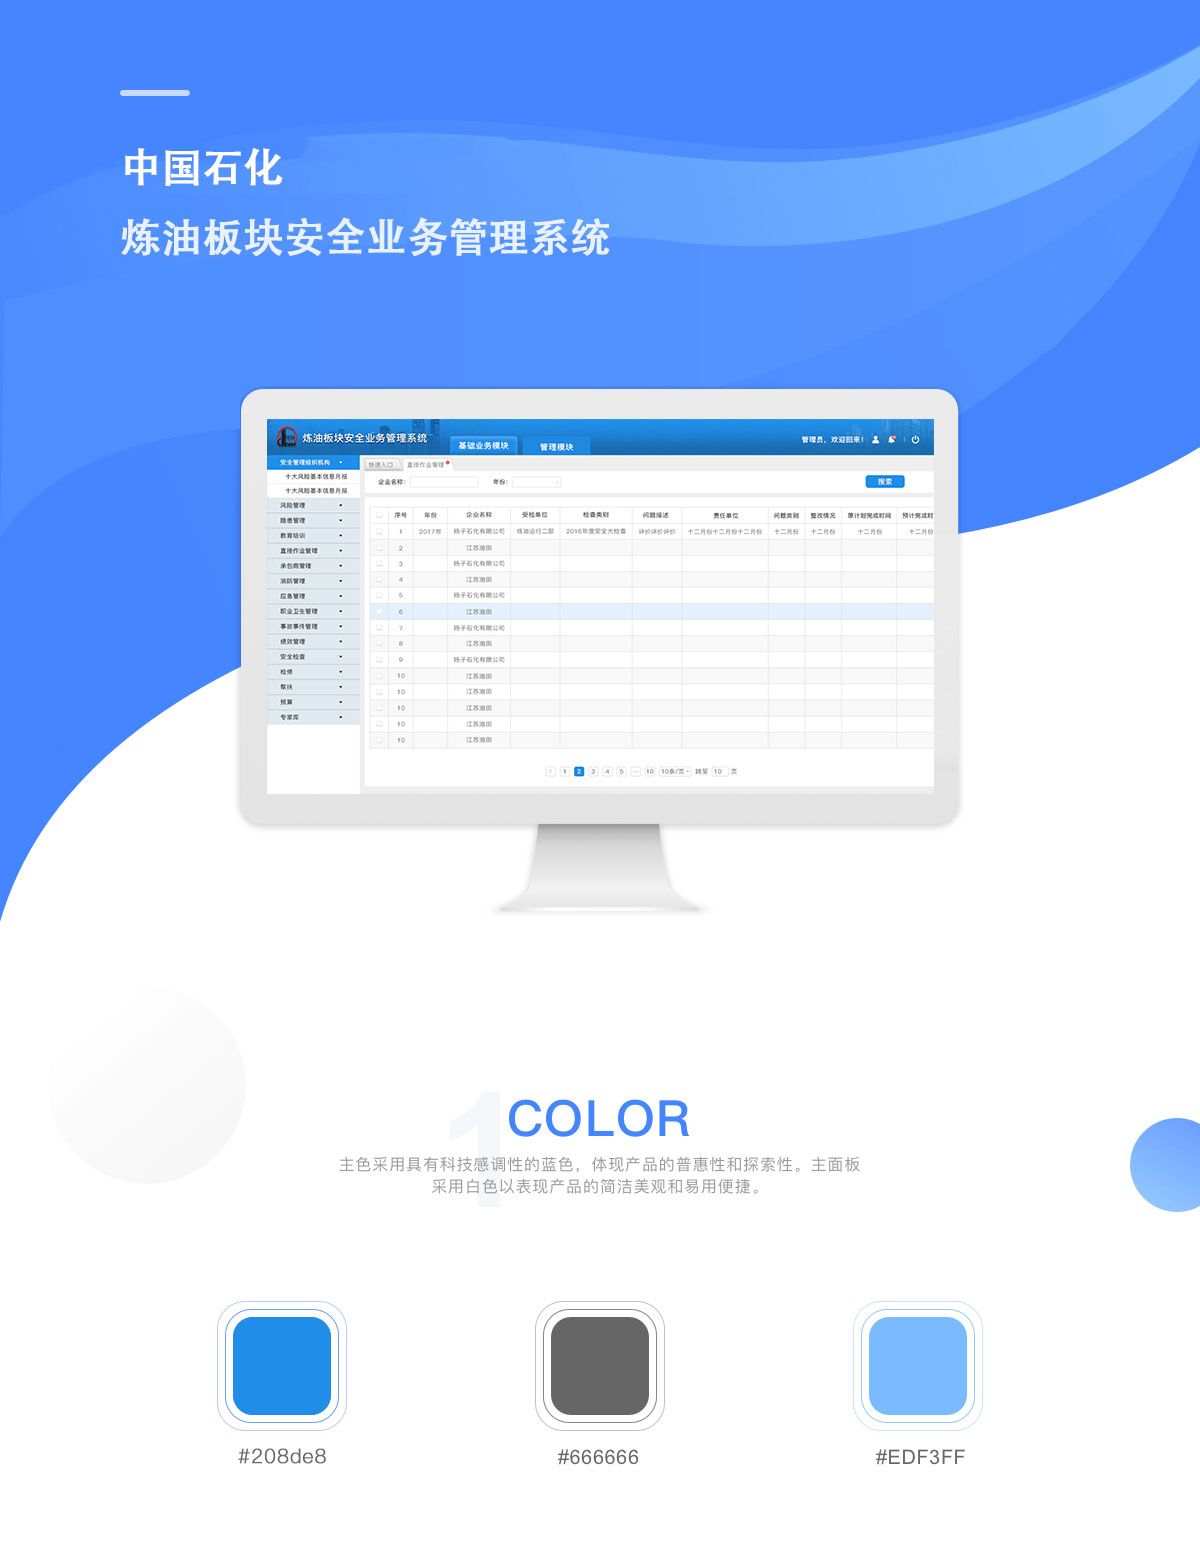 中国石化
炼油板块安全业务管理系统
炼油板块安全业务管理系统
基础业务模块
管理模块
管理员，欢迎回来！
安全管理组织机构
十大风险基本信息月报
十大风险基本信息月报
风险管理
隐患管理
教育培训
直接作业管理
承包商管理
消防管理
应急管理
职业卫生管理
事故事件管理
绩效管理
安全检查
检修
帮扶
预算
专家库
快速入口
直接作业管理
企业名称：
年份：
搜索
序号 年份 企业名称 受检单位 检查类别 问题描述 责任单位 问题类别 整改情况 原计划完成时间 预计完成时
1 2017年 扬子石化有限公司 炼油运行二部 2016年度安全大检查 评价评价评价 十二月份十二月份十二月份 十二月份 十二月份 十二月份 十二月份
2 江苏油田
3 扬子石化有限公司
4 江苏油田
5 扬子石化有限公司
6 江苏油田
7 扬子石化有限公司
8 江苏油田
9 扬子石化有限公司
10 江苏油田
10 江苏油田
10 江苏油田
10 江苏油田
10 江苏油田
< 1 2 3 4 5 ··· 10 10条/页 跳至 10 页
1
COLOR
主色采用具有科技感调性的蓝色，体现产品的普惠性和探索性。主面板
采用白色以表现产品的简洁美观和易用便捷。
#208de8
#666666
#EDF3FF